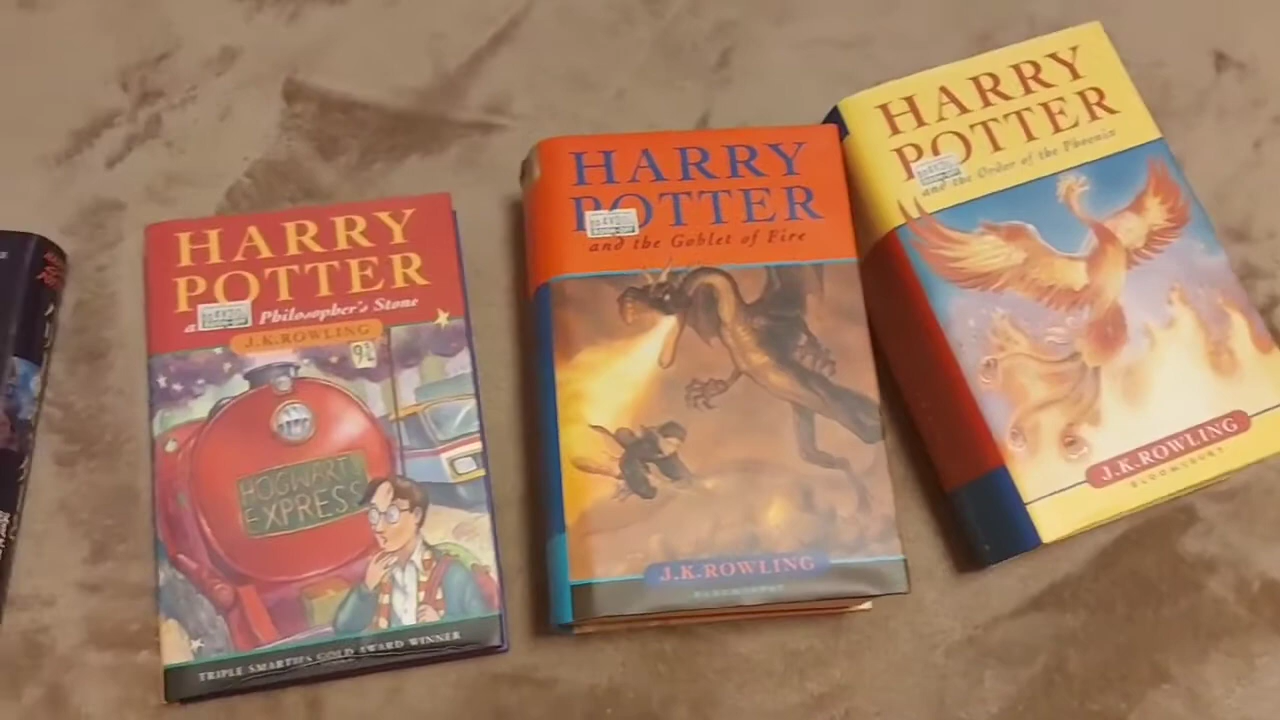 HARRY
POTTER
Philosopher's Stone
J.K.ROWLING
9¾
HOGWARTS
EXPRESS
TRIPLE SMARTIES GOLD AWARD WINNER
HARRY
POTTER
and the Goblet of Fire
J.K.ROWLING
BLOOMSBURY
HARRY
POTTER
and the Order of the Phoenix
J.K.ROWLING
BLOOMSBURY